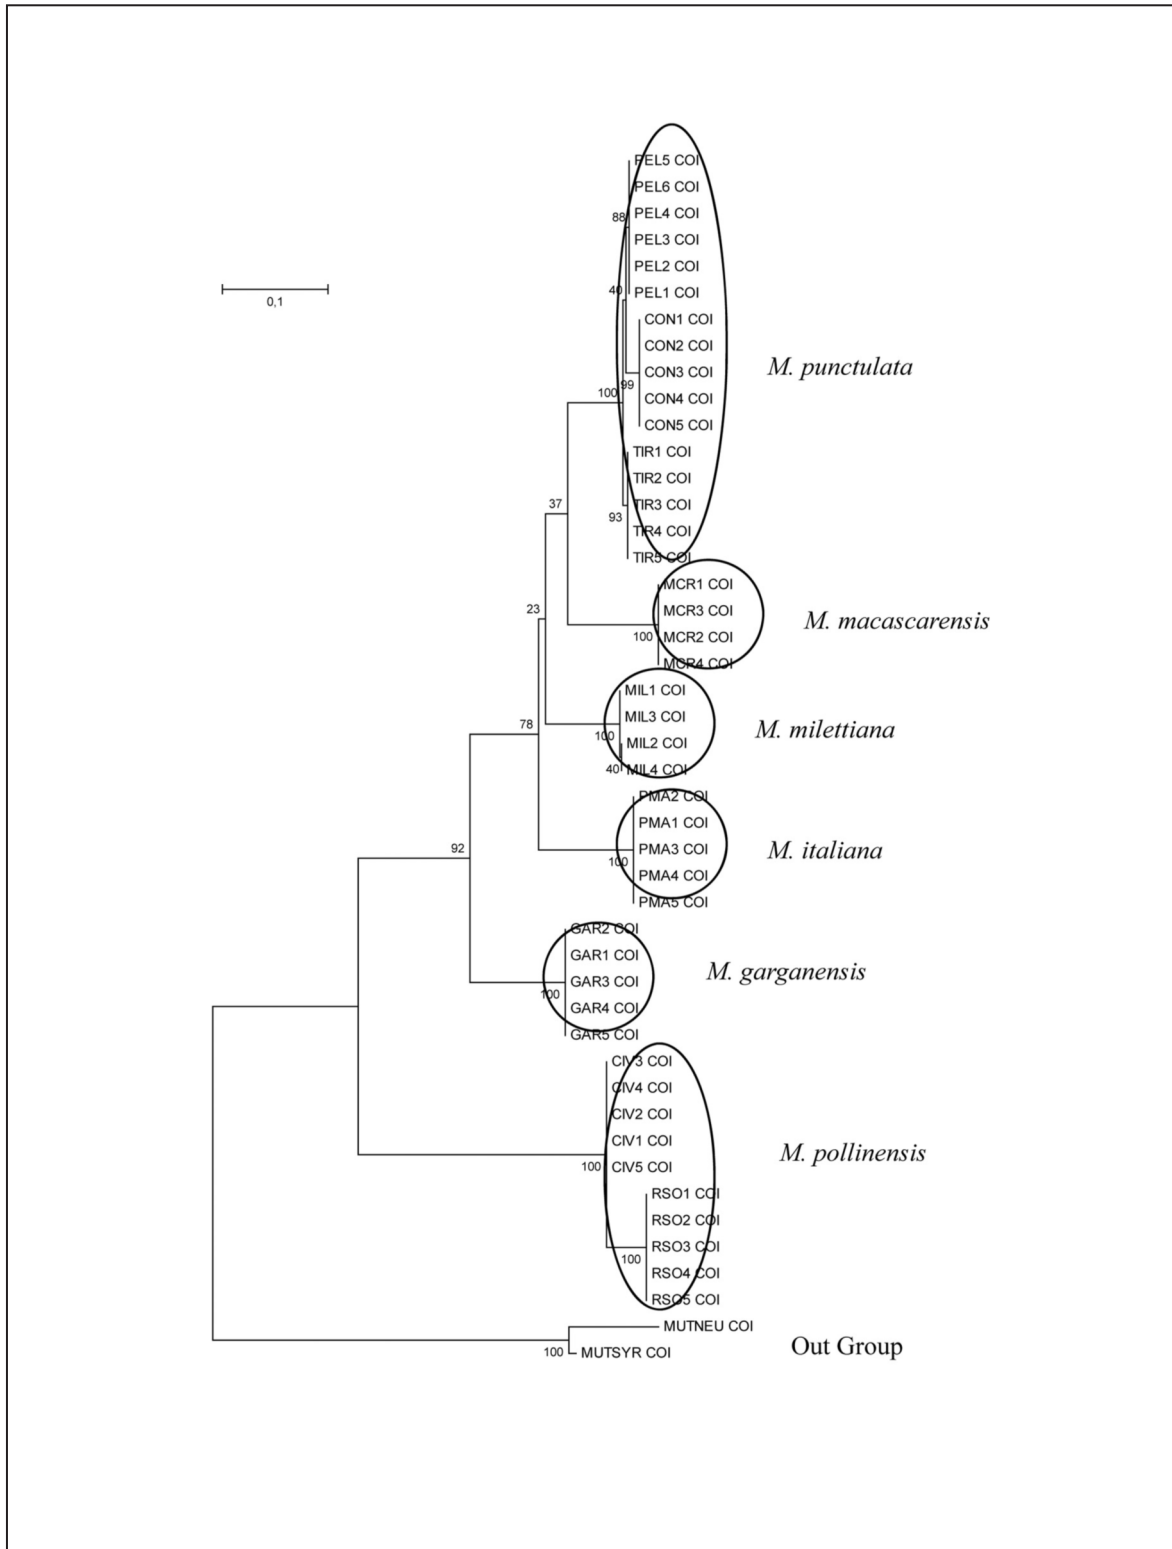 PEL5 COI
PEL6 COI
88
PEL4 COI
PEL3 COI
PEL2 COI
40
PEL1 COI
0,1
CON1 COI
CON2 COI
M. punctulata
CON3 COI
99
100
CON4 COI
CON5 COI
TIR1 COI
TIR2 COI
37
TIR3 COI
93
TIR4 COI
TIR5 COI
MCR1 COI
23
MCR3 COI
M. macascarensis
100
MCR2 COI
MCR4 COI
MIL1 COI
MIL3 COI
78
M. milettiana
100
MIL2 COI
40
MIL4 COI
PMA2 COI
PMA1 COI
92
PMA3 COI
M. italiana
100
PMA4 COI
PMA5 COI
GAR2 COI
GAR1 COI
M. garganensis
GAR3 COI
100
GAR4 COI
GAR5 COI
CIV3 COI
CIV4 COI
CIV2 COI
CIV1 COI
M. pollinensis
100
CIV5 COI
RSO1 COI
RSO2 COI
RSO3 COI
100
RSO4 COI
RSO5 COI
MUTNEU COI
Out Group
100
MUTSYR COI